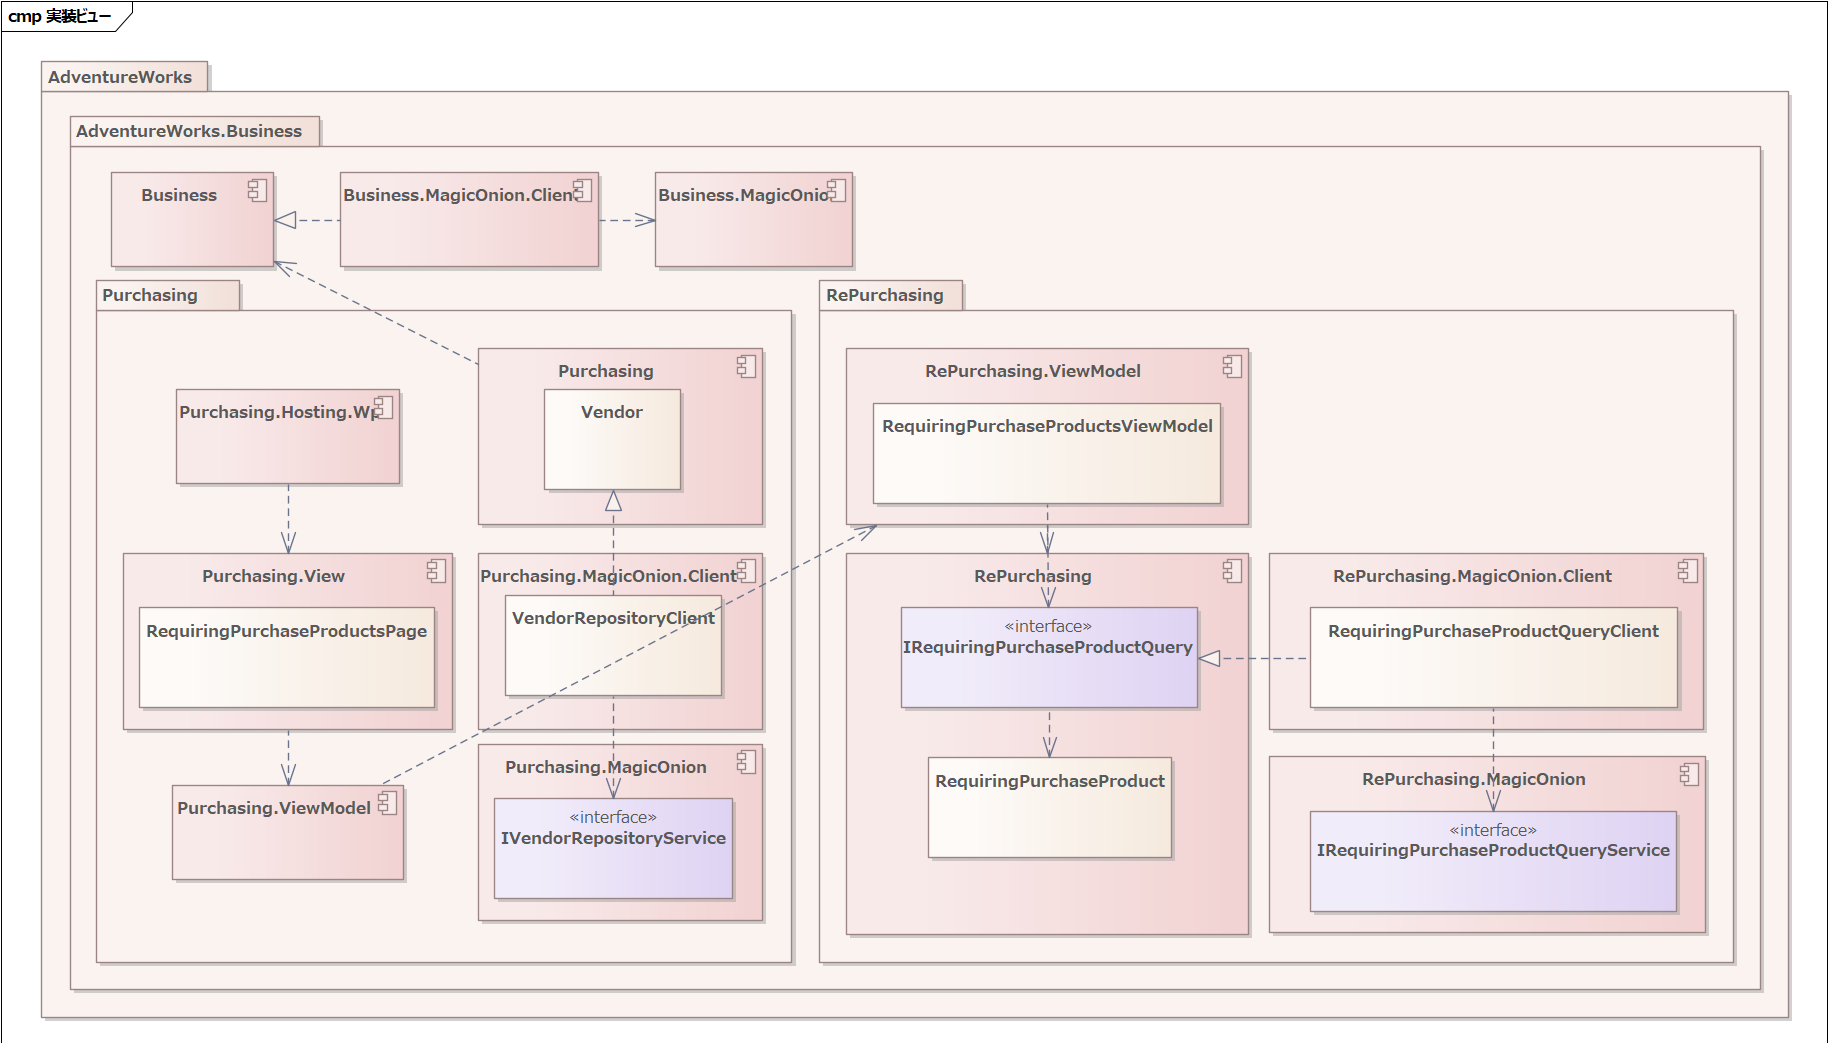 cmp 実装ビュー
AdventureWorks
AdventureWorks.Business
Business
Business.MagicOnion.Client
Business.MagicOnio
Purchasing
RePurchasing
Purchasing
Vendor
Purchasing.Hosting.Wp
RePurchasing.ViewModel
RequiringPurchaseProductsViewModel
Purchasing.View
RequiringPurchaseProductsPage
Purchasing.MagicOnion.Client
VendorRepositoryClient
RePurchasing
«interface»
IRequiringPurchaseProductQuery
RePurchasing.MagicOnion.Client
RequiringPurchaseProductQueryClient
Purchasing.ViewModel
Purchasing.MagicOnion
«interface»
IVendorRepositoryService
RequiringPurchaseProduct
RePurchasing.MagicOnion
«interface»
IRequiringPurchaseProductQueryService